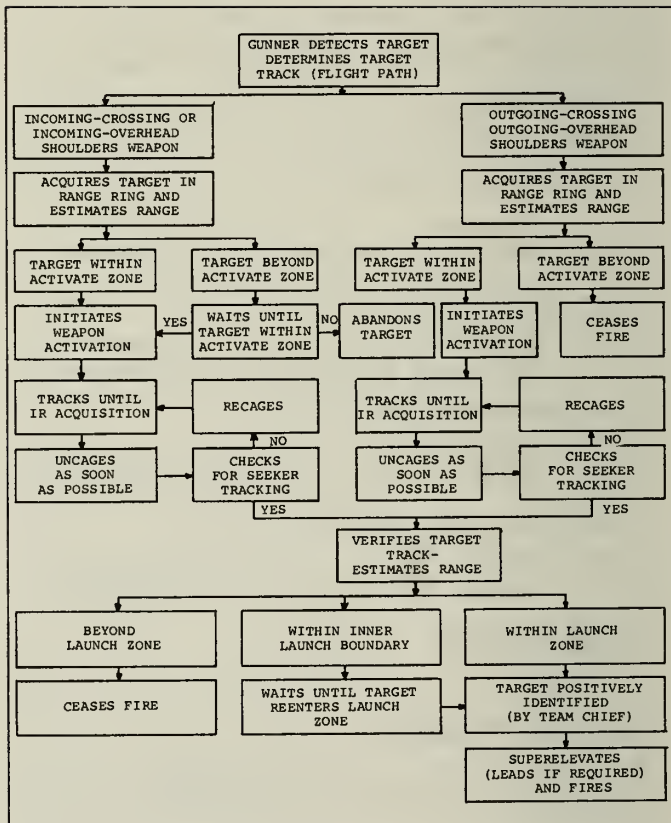 GUNNER DETECTS TARGET
DETERMINES TARGET
TRACK (FLIGHT PATH)
INCOMING-CROSSING OR
INCOMING-OVERHEAD
SHOULDERS WEAPON
OUTGOING-CROSSING
OUTGOING-OVERHEAD
SHOULDERS WEAPON
ACQUIRES TARGET IN
RANGE RING AND
ESTIMATES RANGE
ACQUIRES TARGET IN
RANGE RING AND
ESTIMATES RANGE
TARGET WITHIN
ACTIVATE ZONE
TARGET BEYOND
ACTIVATE ZONE
TARGET WITHIN
ACTIVATE ZONE
TARGET BEYOND
ACTIVATE ZONE
INITIATES
WEAPON
ACTIVATION
YES
WAITS UNTIL
TARGET WITHIN
ACTIVATE ZONE
NO
ABANDONS
TARGET
INITIATES
WEAPON
ACTIVATION
CEASES
FIRE
TRACKS UNTIL
IR ACQUISITION
RECAGES
TRACKS UNTIL
IR ACQUISITION
RECAGES
NO
NO
UNCAGES AS SOON
AS POSSIBLE
CHECKS
FOR SEEKER
TRACKING
UNCAGES AS
SOON AS
POSSIBLE
CHECKS
FOR SEEKER
TRACKING
YES
YES
VERIFIES TARGET
TRACK-
ESTIMATES RANGE
BEYOND
LAUNCH ZONE
WITHIN INNER
LAUNCH BOUNDARY
WITHIN LAUNCH
ZONE
CEASES FIRE
WAITS UNTIL TARGET
REENTERS LAUNCH
ZONE
TARGET POSITIVELY
IDENTIFIED
(BY TEAM CHIEF)
SUPERELEVATES
(LEADS IF REQUIRED)
AND FIRES